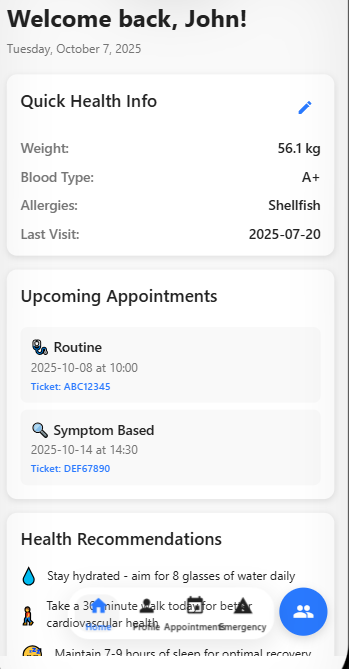 Welcome back, John!
Tuesday, October 7, 2025
Quick Health Info
Weight: 56.1 kg
Blood Type: A+
Allergies: Shellfish
Last Visit: 2025-07-20
Upcoming Appointments
Routine
2025-10-08 at 10:00
Ticket: ABC12345
Symptom Based
2025-10-14 at 14:30
Ticket: DEF67890
Health Recommendations
Stay hydrated - aim for 8 glasses of water daily
Take a 30-minute walk today for better
cardiovascular health
Maintain 7-9 hours of sleep for optimal recovery
Home Profile Appointments Emergency